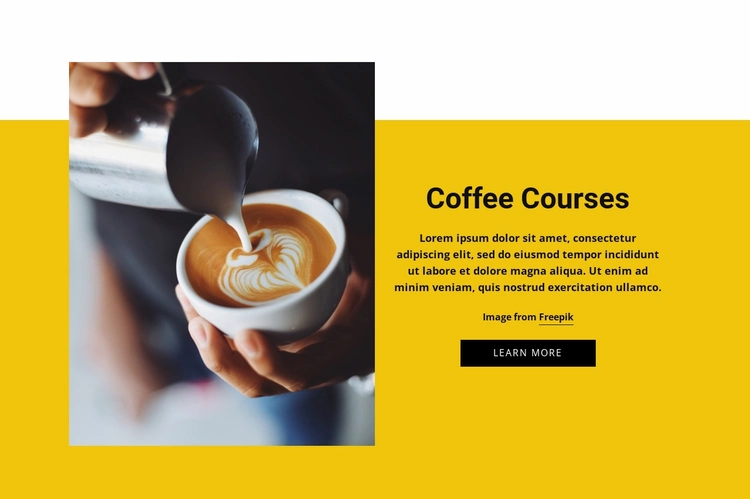 Coffee Courses
Lorem ipsum dolor sit amet, consectetur
adipiscing elit, sed do eiusmod tempor incididunt
ut labore et dolore magna aliqua. Ut enim ad
minim veniam, quis nostrud exercitation ullamco.
Image from Freepik
LEARN MORE